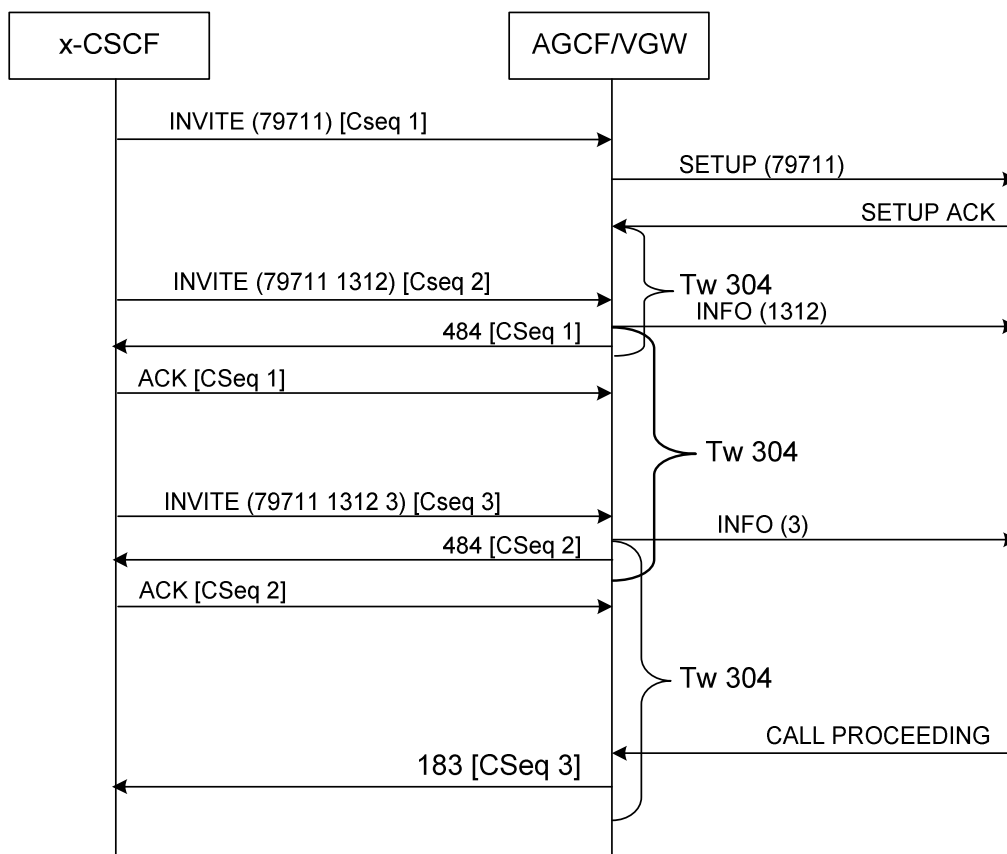 x-CSCF
AGCF/VGW
INVITE (79711) [Cseq 1]
SETUP (79711)
SETUP ACK
INVITE (79711 1312) [Cseq 2]
Tw 304
INFO (1312)
484 [CSeq 1]
ACK [CSeq 1]
Tw 304
INVITE (79711 1312 3) [Cseq 3]
INFO (3)
484 [CSeq 2]
ACK [CSeq 2]
Tw 304
CALL PROCEEDING
183 [CSeq 3]